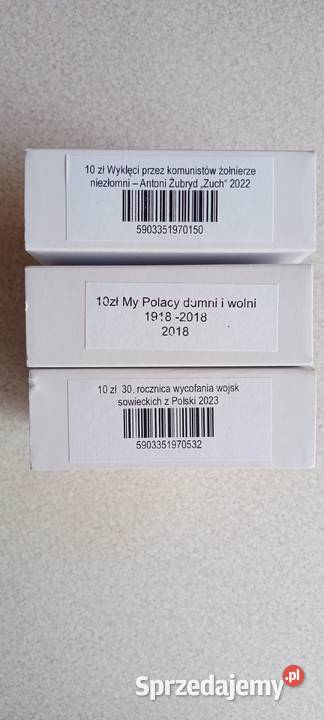 10 zł Wyklęci przez komunistów żołnierze
niezłomni – Antoni Żubryd „Zuch" 2022
5903351970150
10zł My Polacy dumni i wolni
1918 -2018
2018
10 zł 30. rocznica wycofania wojsk
sowieckich z Polski 2023
5903351970532
Sprzedajemy.pl